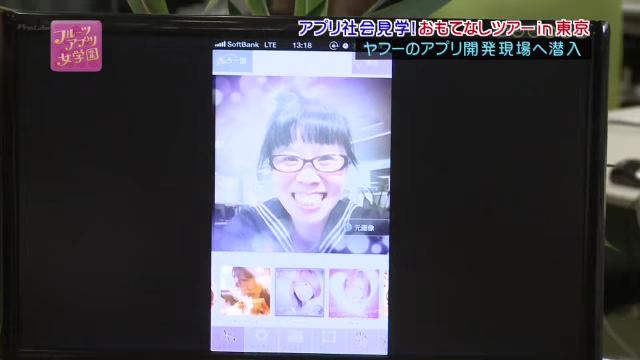 フルーツ
アプリ
女学園
アプリ社会見学!おもてなしツアーin東京
ヤフーのアプリ開発現場へ潜入
SoftBank LTE 13:18
元画像